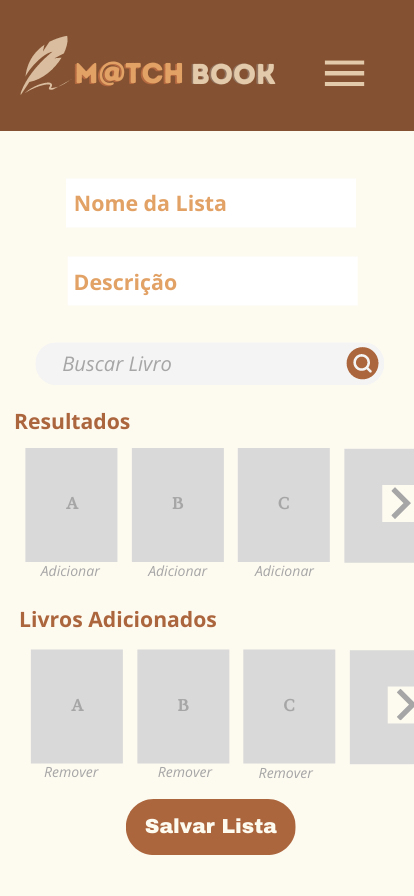 M@TCH BOOK
Nome da Lista
Descrição
Buscar Livro
Resultados
A B C
Adicionar Adicionar Adicionar
Livros Adicionados
A B C
Remover Remover Remover
Salvar Lista